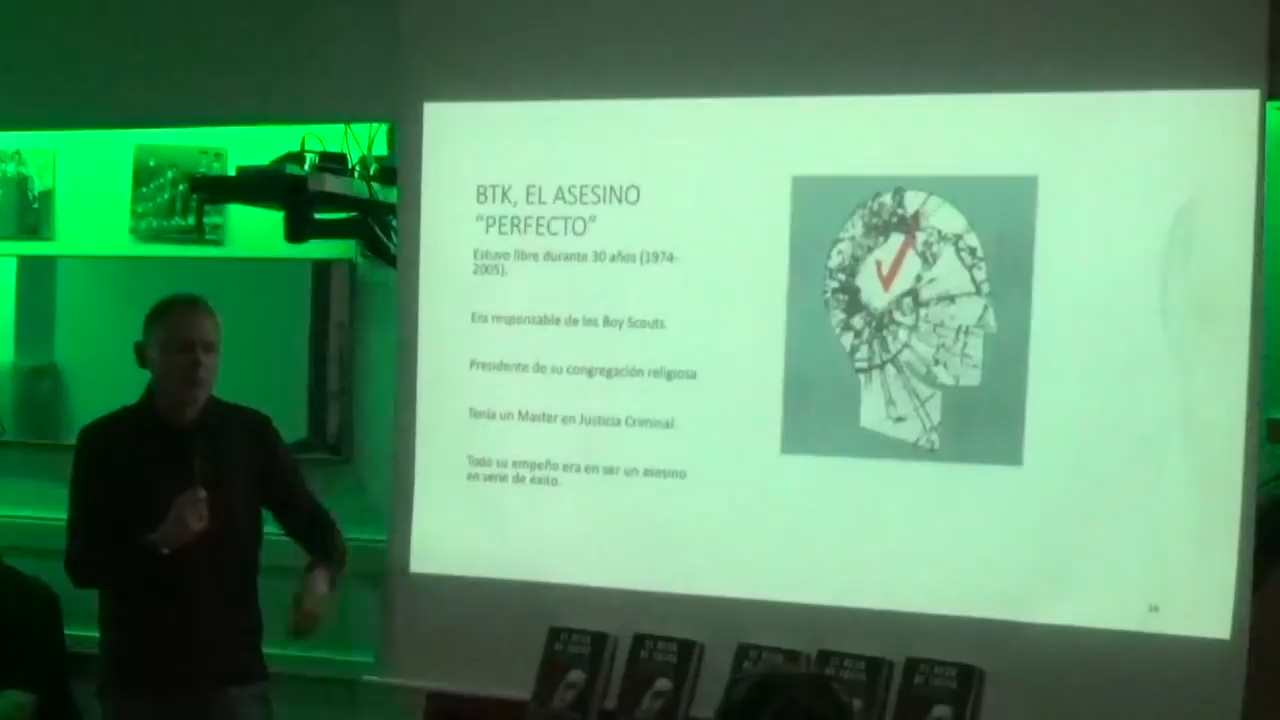 BTK, EL ASESINO
"PERFECTO"
Estuvo libre durante 30 años (1974-
2005).
Era responsable de los Boy Scouts.
Presidente de su congregación religiosa
Tenía un Master en Justicia Criminal.
Todo su empeño era en ser un asesino
en serie de éxito.